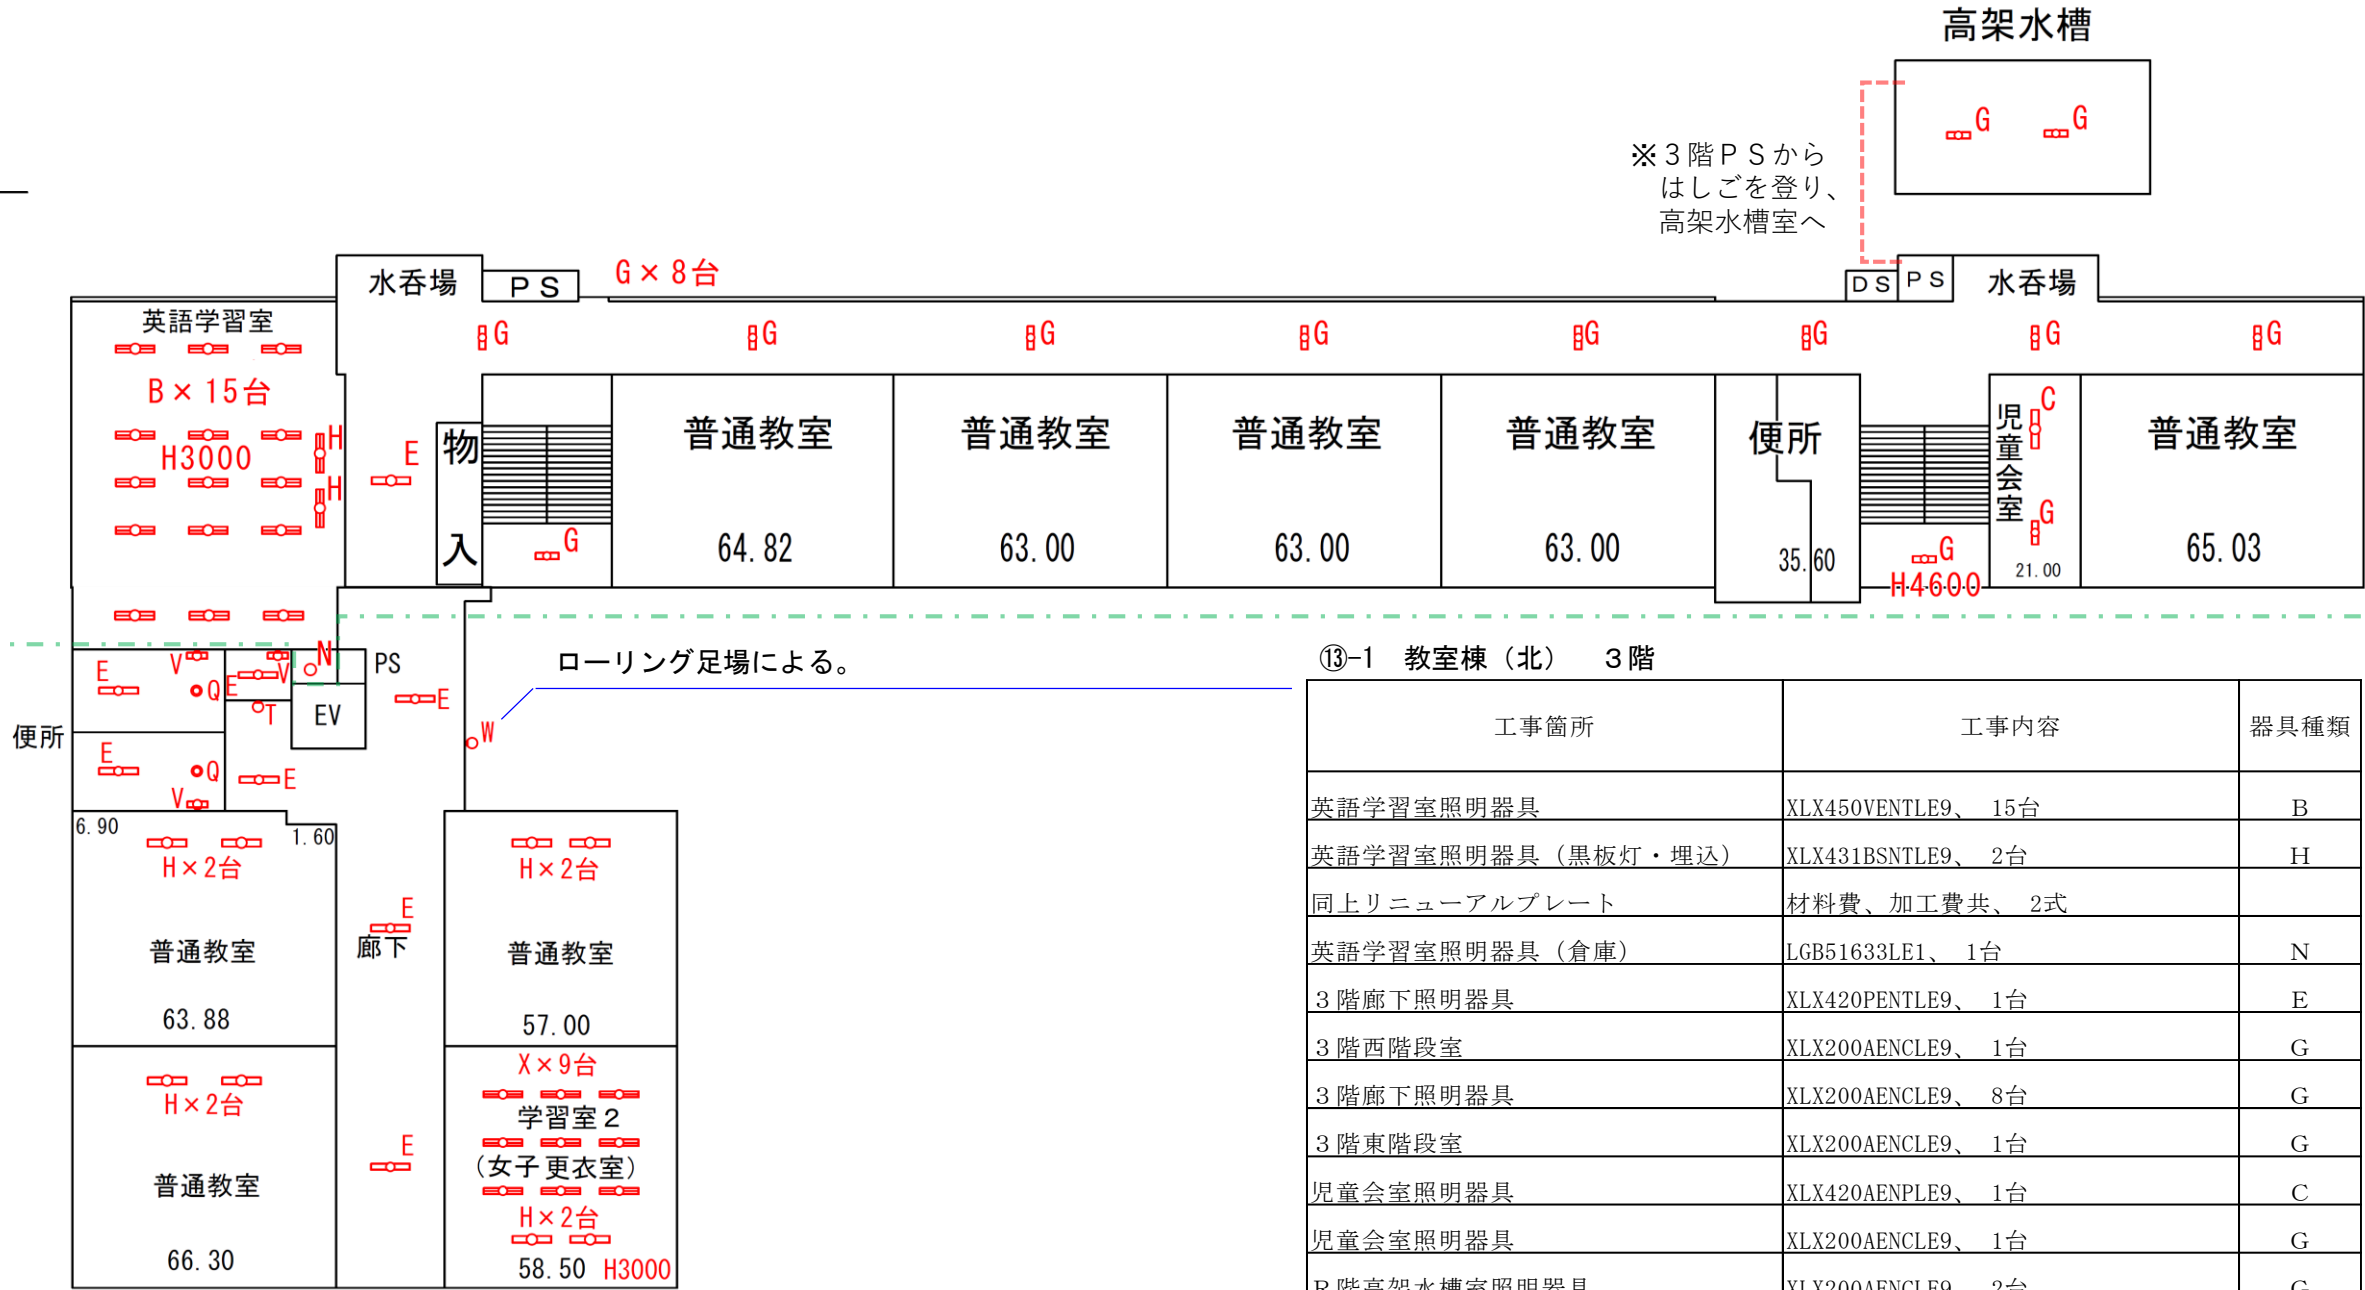 高架水槽
G G
※３階ＰＳから
はしごを登り、
高架水槽室へ
水呑場 ＰＳ G×8台 ＤＳ ＰＳ 水呑場
英語学習室
G G G G G G G G
B×15台
H3000
H
H
E
物入
G
普通教室
64.82
普通教室
63.00
普通教室
63.00
普通教室
63.00
便所
35.60
G
H4600
児童会室
C
G
21.00
普通教室
65.03
E V Q E V N PS
T EV E W
ローリング足場による。
便所
E Q V E
6.90 1.60
H×2台
普通教室
63.88
E
廊下
H×2台
普通教室
57.00
H×2台
普通教室
66.30
E
X×9台
学習室２
(女子更衣室)
H×2台
58.50 H3000
⑬-1 教室棟（北） ３階
工事箇所 工事内容 器具種類
英語学習室照明器具 XLX450VENTLE9、 15台 B
英語学習室照明器具（黒板灯・埋込） XLX431BSNTLE9、 2台 H
同上リニューアルプレート 材料費、加工費共、 2式
英語学習室照明器具（倉庫） LGB51633LE1、 1台 N
３階廊下照明器具 XLX420PENTLE9、 1台 E
３階西階段室 XLX200AENCLE9、 1台 G
３階廊下照明器具 XLX200AENCLE9、 8台 G
３階東階段室 XLX200AENCLE9、 1台 G
児童会室照明器具 XLX420AENPLE9、 1台 C
児童会室照明器具 XLX200AENCLE9、 1台 G
Ｒ階高架水槽室照明器具 XLX200AENCLE9、 2台 G